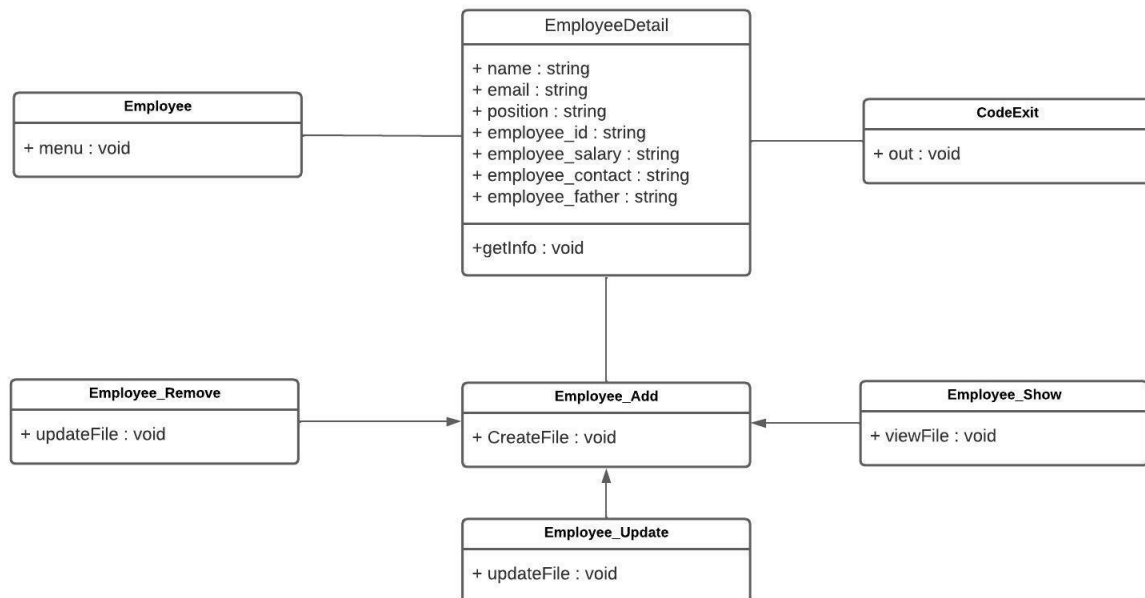 EmployeeDetail
+ name : string
+ email : string
+ position : string
+ employee_id : string
+ employee_salary : string
+ employee_contact : string
+ employee_father : string
+getInfo : void
Employee
+ menu : void
CodeExit
+ out : void
Employee_Remove
+ updateFile : void
Employee_Add
+ CreateFile : void
Employee_Show
+ viewFile : void
Employee_Update
+ updateFile : void